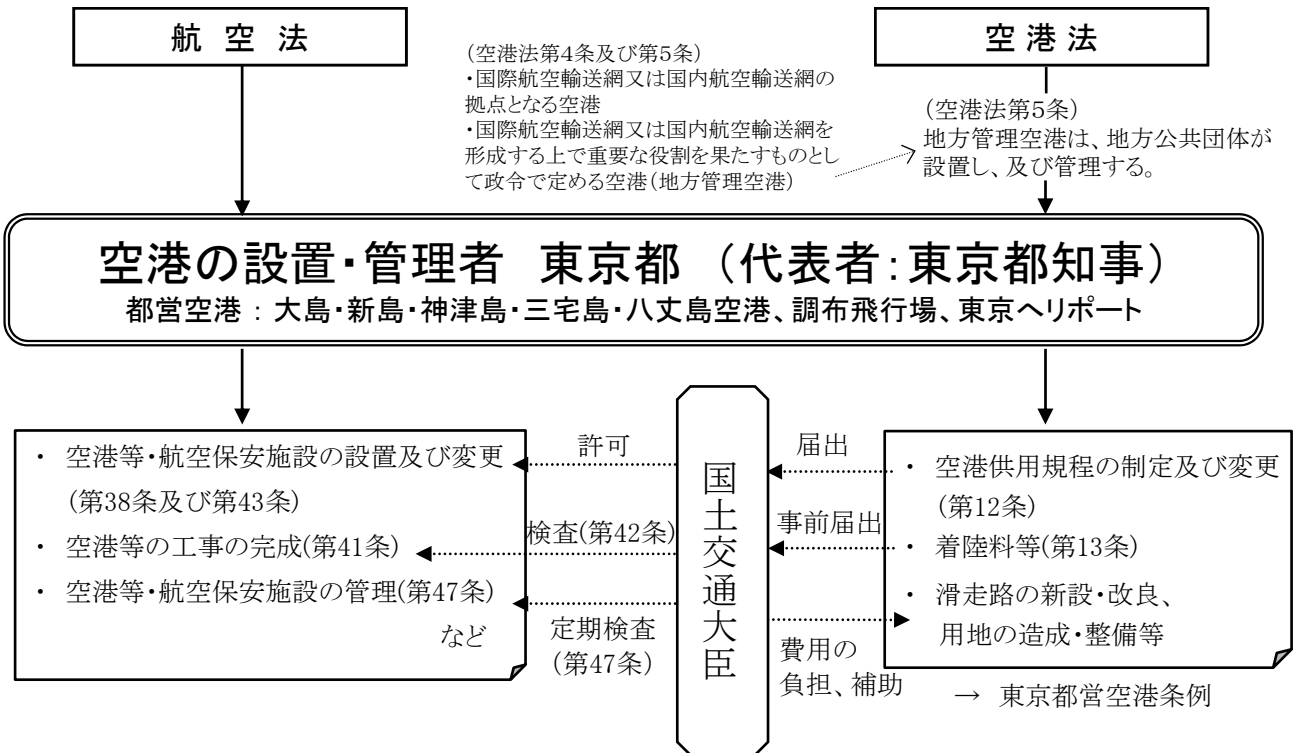 航空法
空港法
(空港法第4条及び第5条)
・国際航空輸送網又は国内航空輸送網の
拠点となる空港
・国際航空輸送網又は国内航空輸送網を
形成する上で重要な役割を果たすものとし
て政令で定める空港(地方管理空港)
(空港法第5条)
地方管理空港は、地方公共団体が
設置し、及び管理する。
空港の設置・管理者 東京都 (代表者:東京都知事)
都営空港 : 大島・新島・神津島・三宅島・八丈島空港、調布飛行場、東京ヘリポート
・ 空港等・航空保安施設の設置及び変更
(第38条及び第43条)
・ 空港等の工事の完成(第41条)
・ 空港等・航空保安施設の管理(第47条)
など
許可
検査(第42条)
定期検査
(第47条)
国土交通大臣
届出
事前届出
費用の
負担、補助
・ 空港供用規程の制定及び変更
(第12条)
・ 着陸料等(第13条)
・ 滑走路の新設・改良、
用地の造成・整備等
→ 東京都営空港条例